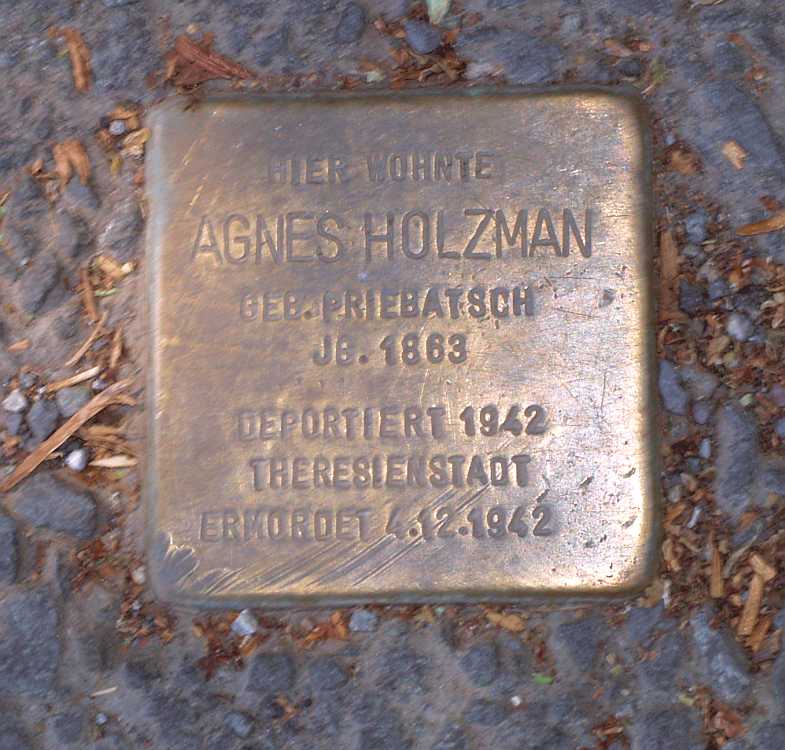 HIER WOHNTE
AGNES HOLZMAN
GEB. PRIEBATSCH
JG. 1863
DEPORTIERT 1942
THERESIENSTADT
ERMORDET 4.12.1942